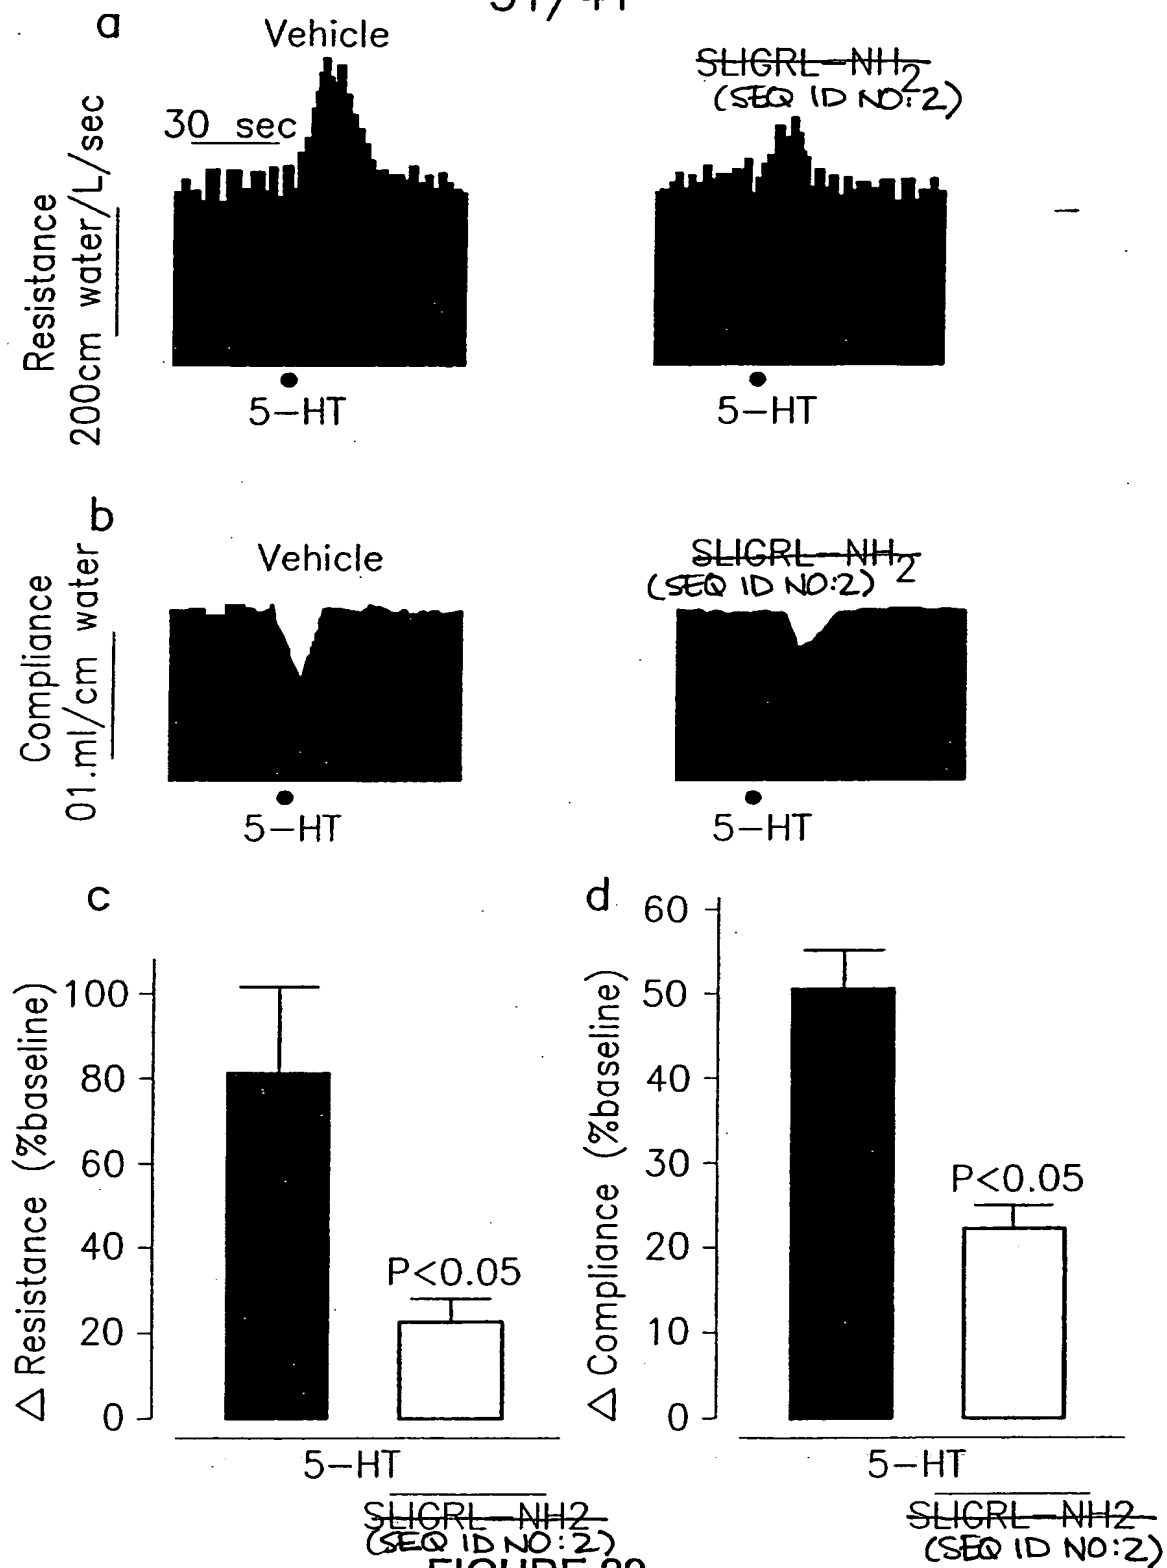 a
Vehicle
SLIGRL-NH2
(SEQ ID NO:2)
30 sec
Resistance
200cm water/L/sec
5-HT
5-HT
b
Vehicle
SLIGRL-NH2
(SEQ ID NO:2)
Compliance
01.ml/cm water
5-HT
5-HT
c
Δ Resistance (%baseline)
100
80
60
40
20
0
P<0.05
5-HT
SLIGRL-NH2
(SEQ ID NO:2)
d
Δ Compliance (%baseline)
60
50
40
30
20
10
0
P<0.05
5-HT
SLIGRL-NH2
(SEQ ID NO:2)